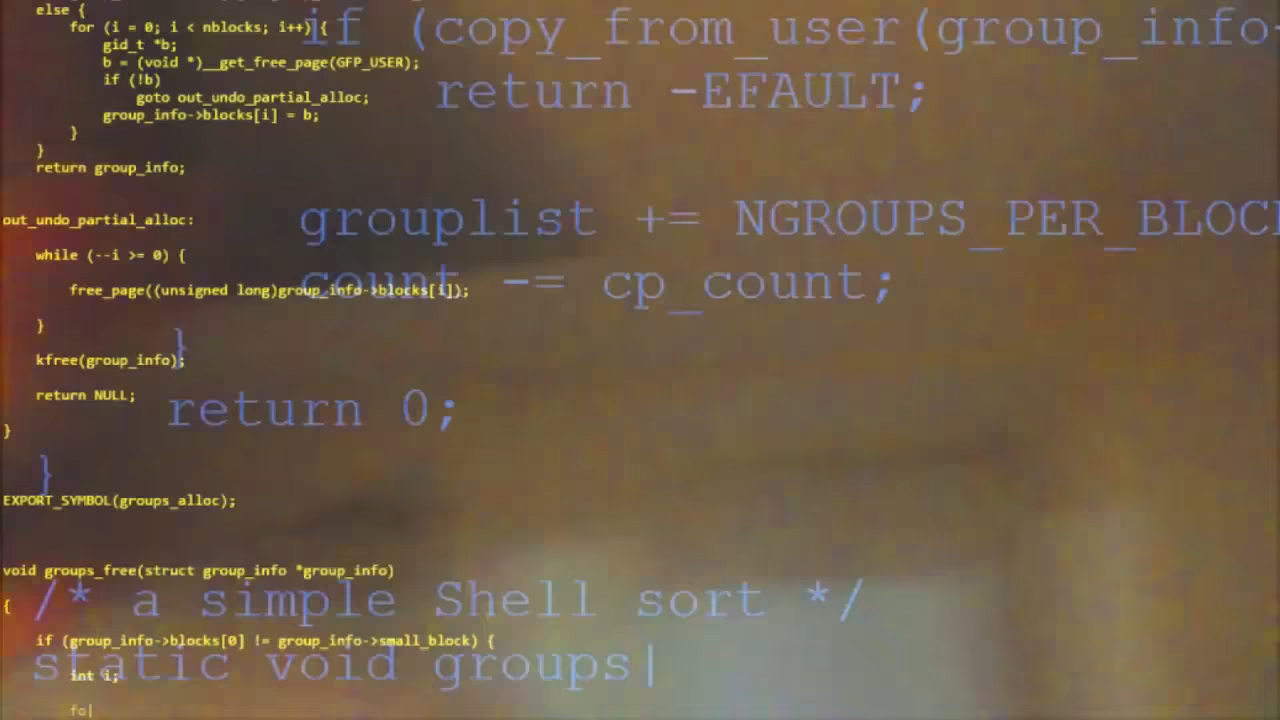 else {
for (i = 0; i < nblocks; i++) {
gid_t *b;
b = (void *)__get_free_page(GFP_USER);
if (!b)
goto out_undo_partial_alloc;
group_info->blocks[i] = b;
}
}
return group_info;
out_undo_partial_alloc:
while (--i >= 0) {
free_page((unsigned long)group_info->blocks[i]);
}
kfree(group_info);
return NULL;
}
EXPORT_SYMBOL(groups_alloc);
void groups_free(struct group_info *group_info)
{
if (group_info->blocks[0] != group_info->small_block) {
int i;
fo|
if (copy_from_user(group_info-
return -EFAULT;
grouplist += NGROUPS_PER_BLOC
count -= cp_count;
}
return 0;
}
/* a simple Shell sort */
static void groups|